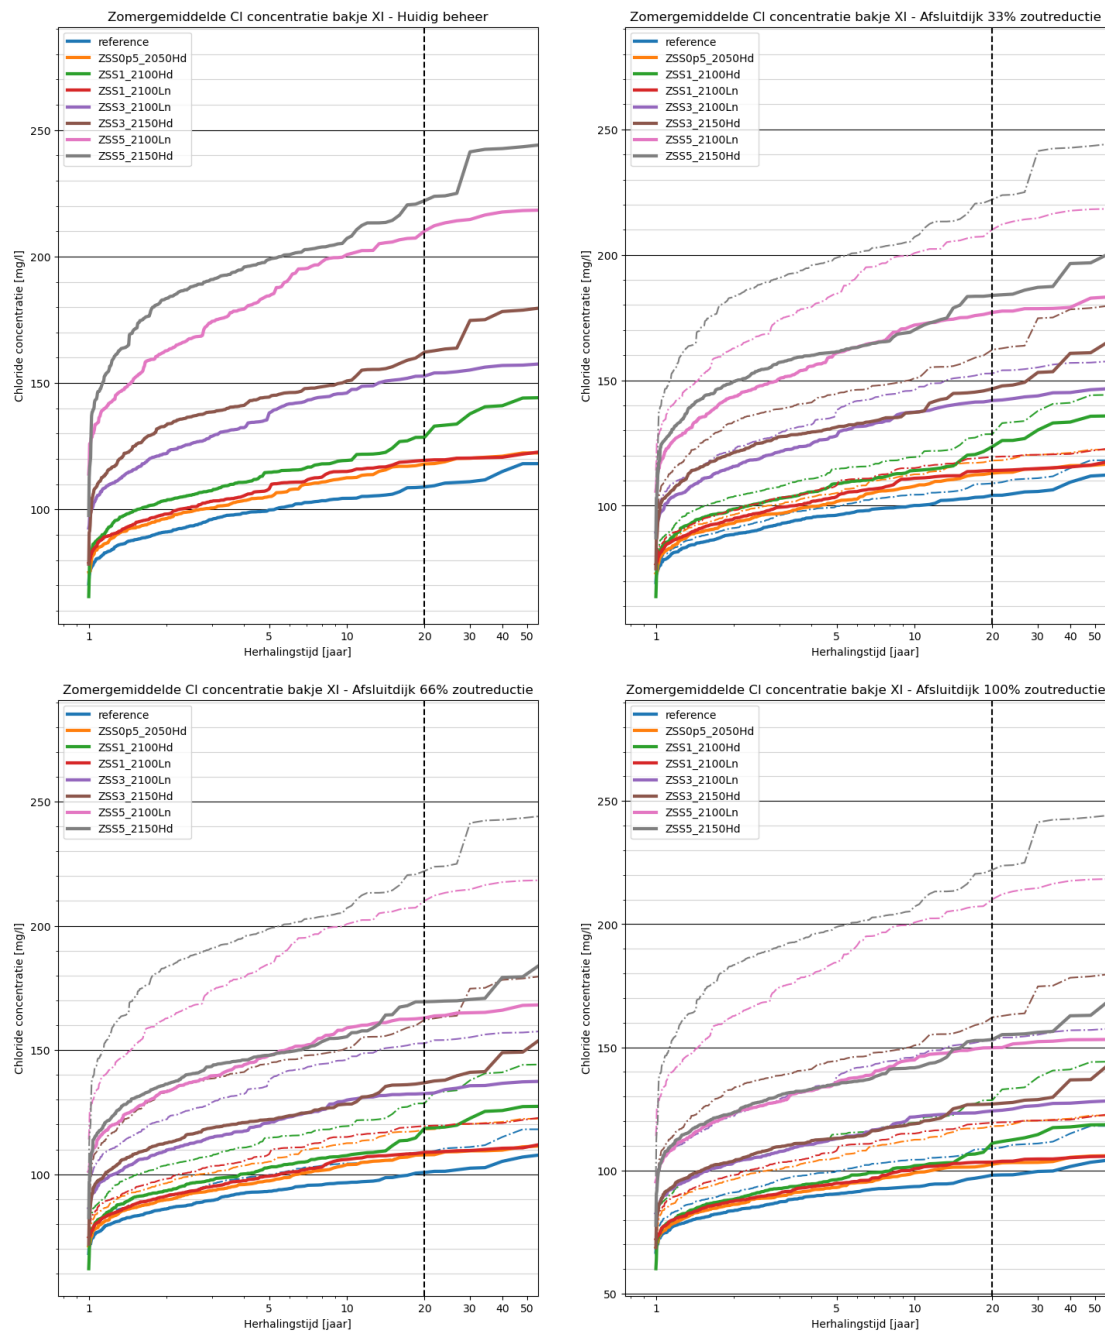 Zomergemiddelde Cl concentratie bakje XI - Huidig beheer
reference
ZSS0p5_2050Hd
ZSS1_2100Hd
ZSS1_2100Ln
ZSS3_2100Ln
ZSS3_2150Hd
ZSS5_2100Ln
ZSS5_2150Hd
Chloride concentratie [mg/l]
250
200
150
100
1 5 10 20 30 40 50
Herhalingstijd [jaar]
Zomergemiddelde Cl concentratie bakje XI - Afsluitdijk 33% zoutreductie
reference
ZSS0p5_2050Hd
ZSS1_2100Hd
ZSS1_2100Ln
ZSS3_2100Ln
ZSS3_2150Hd
ZSS5_2100Ln
ZSS5_2150Hd
Chloride concentratie [mg/l]
250
200
150
100
1 5 10 20 30 40 50
Herhalingstijd [jaar]
Zomergemiddelde Cl concentratie bakje XI - Afsluitdijk 66% zoutreductie
reference
ZSS0p5_2050Hd
ZSS1_2100Hd
ZSS1_2100Ln
ZSS3_2100Ln
ZSS3_2150Hd
ZSS5_2100Ln
ZSS5_2150Hd
Chloride concentratie [mg/l]
250
200
150
100
1 5 10 20 30 40 50
Herhalingstijd [jaar]
Zomergemiddelde Cl concentratie bakje XI - Afsluitdijk 100% zoutreductie
reference
ZSS0p5_2050Hd
ZSS1_2100Hd
ZSS1_2100Ln
ZSS3_2100Ln
ZSS3_2150Hd
ZSS5_2100Ln
ZSS5_2150Hd
Chloride concentratie [mg/l]
250
200
150
100
50
1 5 10 20 30 40 50
Herhalingstijd [jaar]